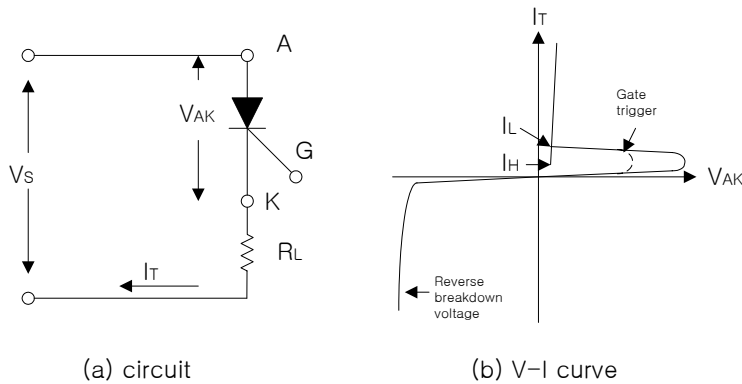 A
VAK
G
VS
K
RL
IT
(a) circuit
IT
Gate
trigger
IL
IH
VAK
Reverse
breakdown
voltage
(b) V-I curve